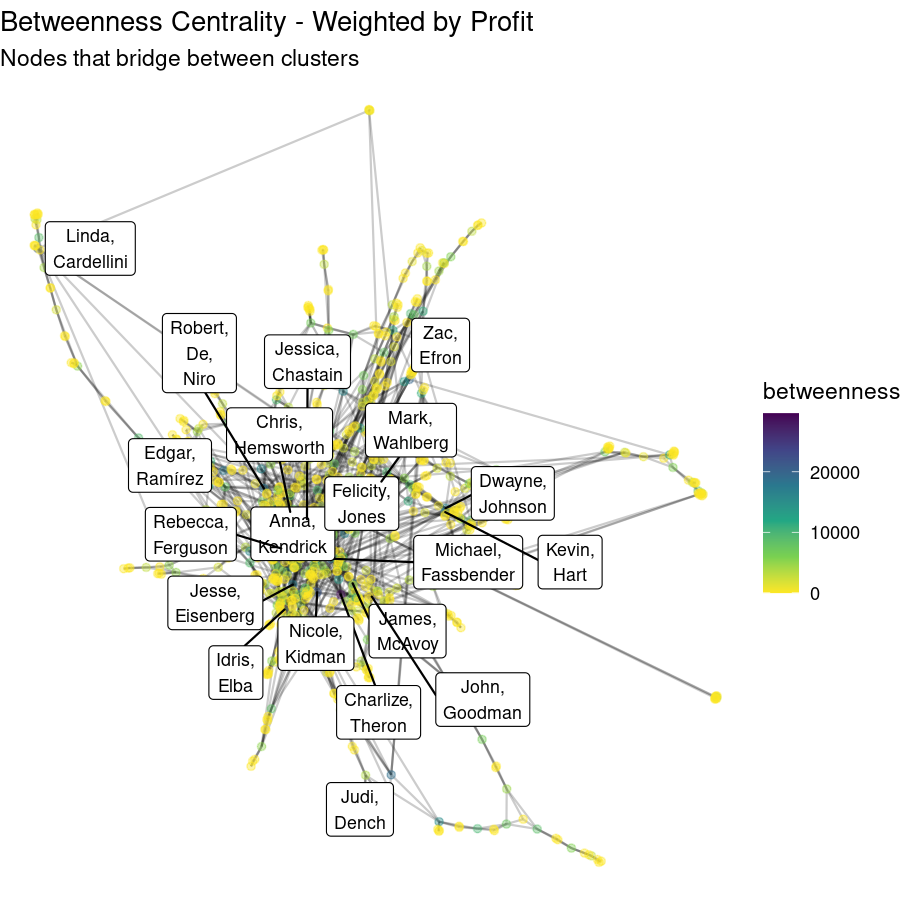 Betweenness Centrality - Weighted by Profit
Nodes that bridge between clusters
Linda,
Cardellini
Robert,
De,
Niro
Jessica,
Chastain
Zac,
Efron
Chris,
Hemsworth
Mark,
Wahlberg
Edgar,
Ramírez
Felicity,
Jones
Dwayne,
Johnson
Rebecca,
Ferguson
Anna,
Kendrick
Michael,
Fassbender
Kevin,
Hart
Jesse,
Eisenberg
Nicole,
Kidman
James,
McAvoy
Idris,
Elba
Charlize,
Theron
John,
Goodman
Judi,
Dench
betweenness
20000
10000
0